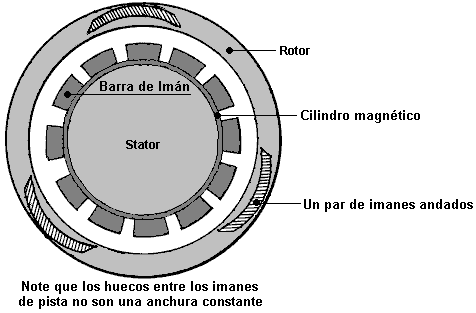 Rotor
Barra de Imán
Cilindro magnético
Stator
Un par de imanes andados
Note que los huecos entre los imanes
de pista no son una anchura constante